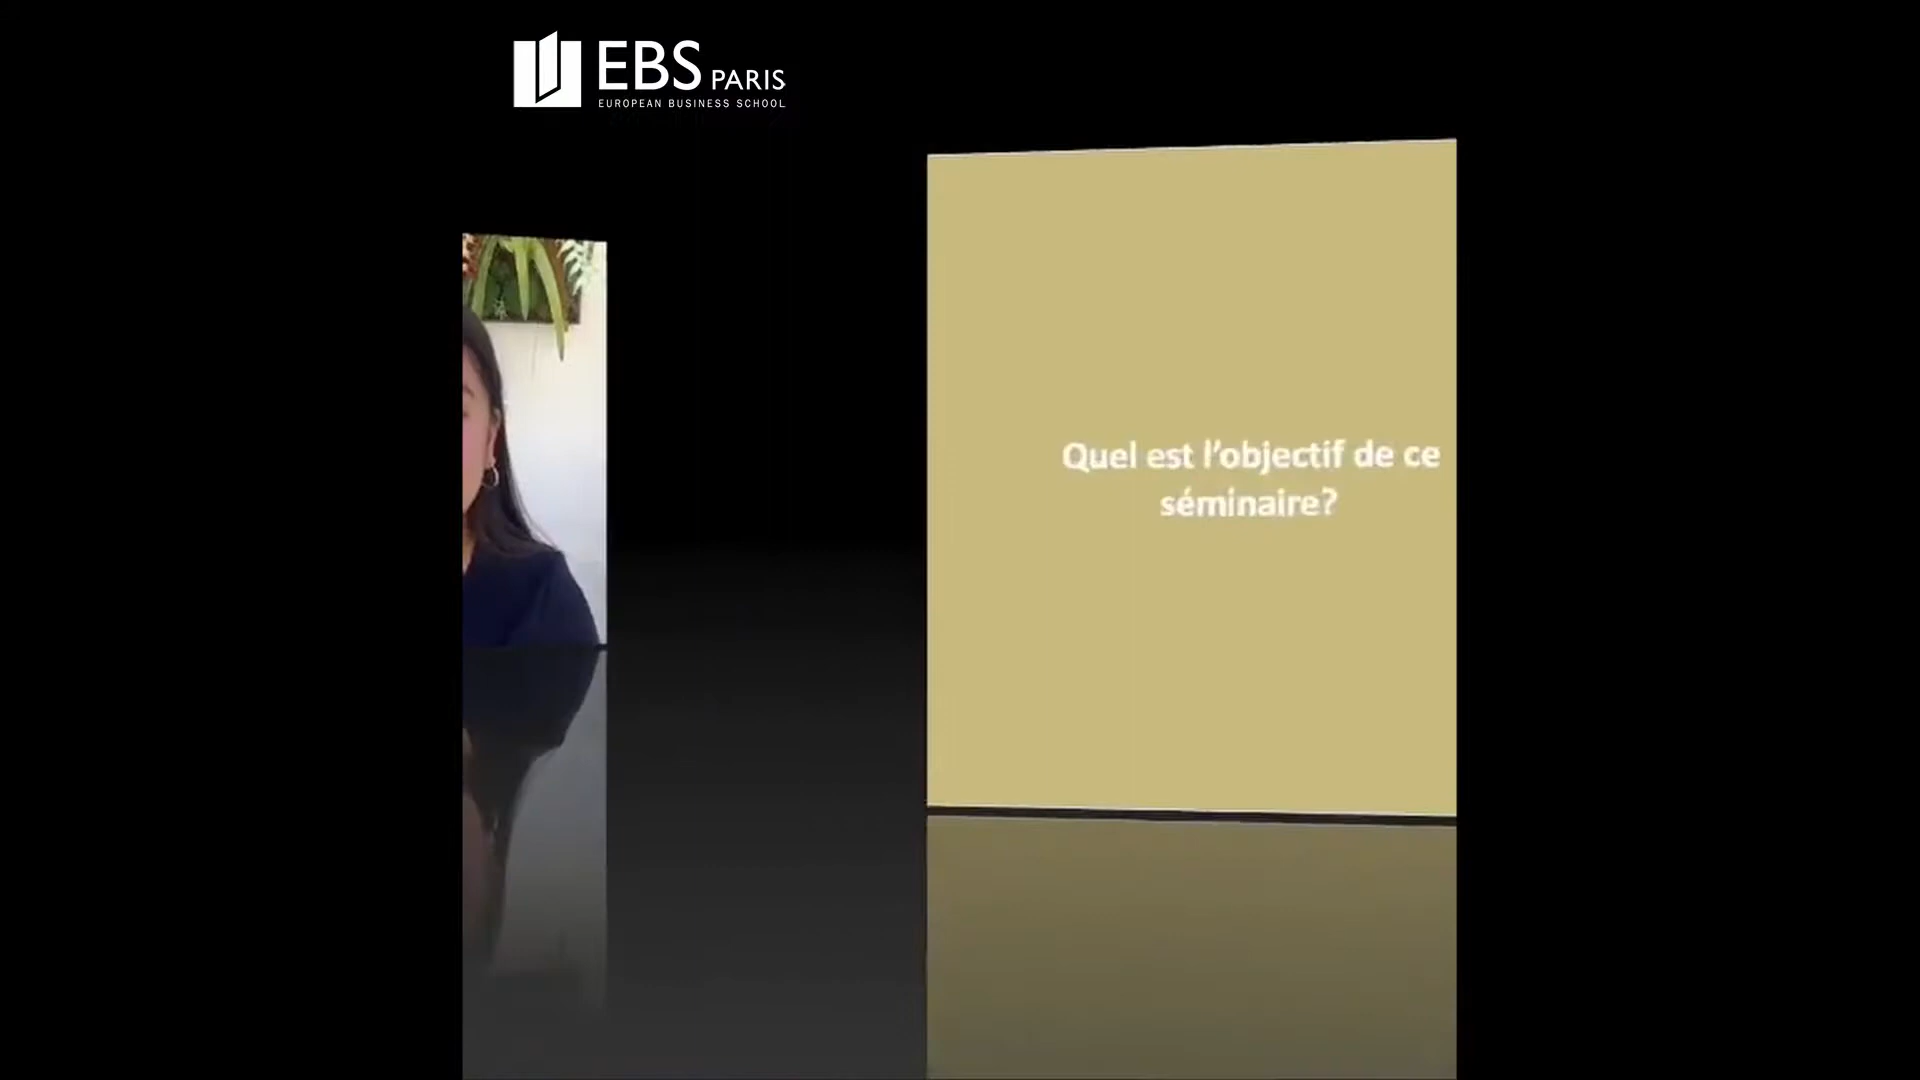 EBS PARIS
EUROPEAN BUSINESS SCHOOL
Quel est l'objectif de ce
séminaire?